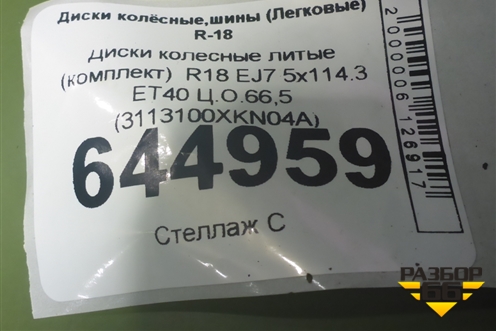 Диски колёсные,шины (Легковые)
R-18
Диски колесные литые
(комплект) R18 EJ7 5x114.3
ET40 Ц.О.66,5
(3113100XKN04A)
644959
Стеллаж С
2000006126917
РАЗБОР
66